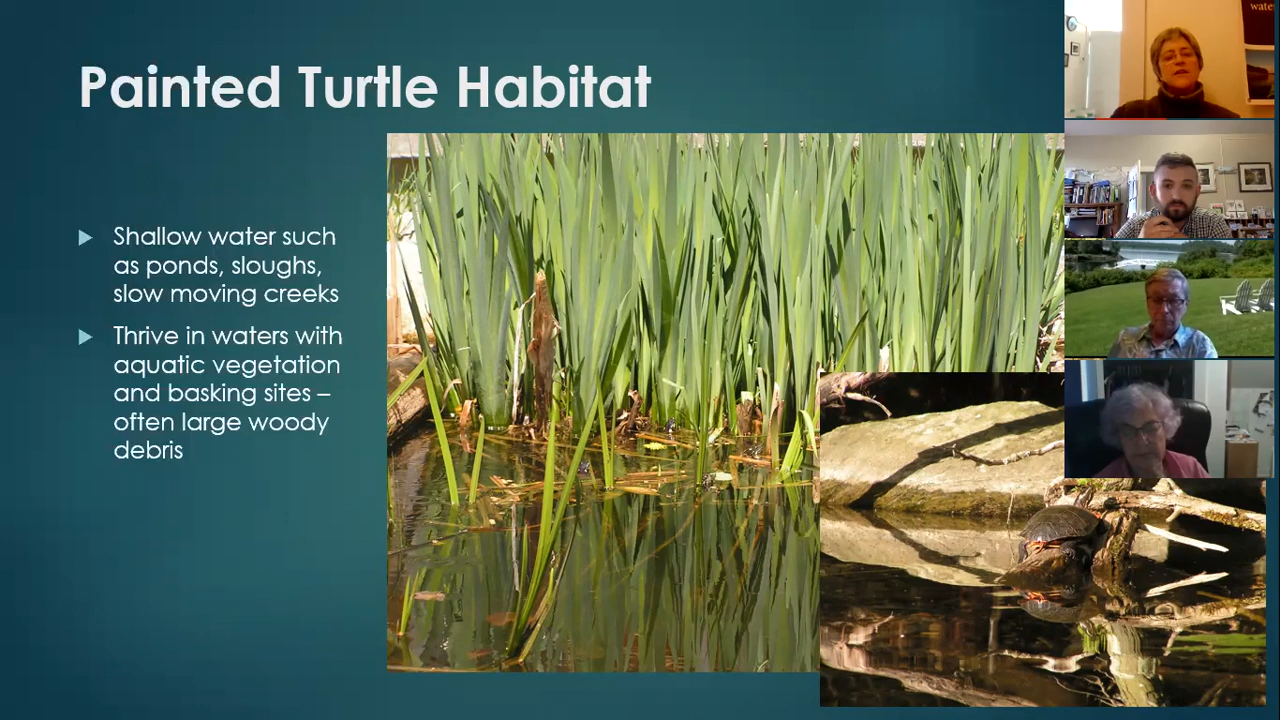 Painted Turtle Habitat
Shallow water such
as ponds, sloughs,
slow moving creeks
Thrive in waters with
aquatic vegetation
and basking sites –
often large woody
debris